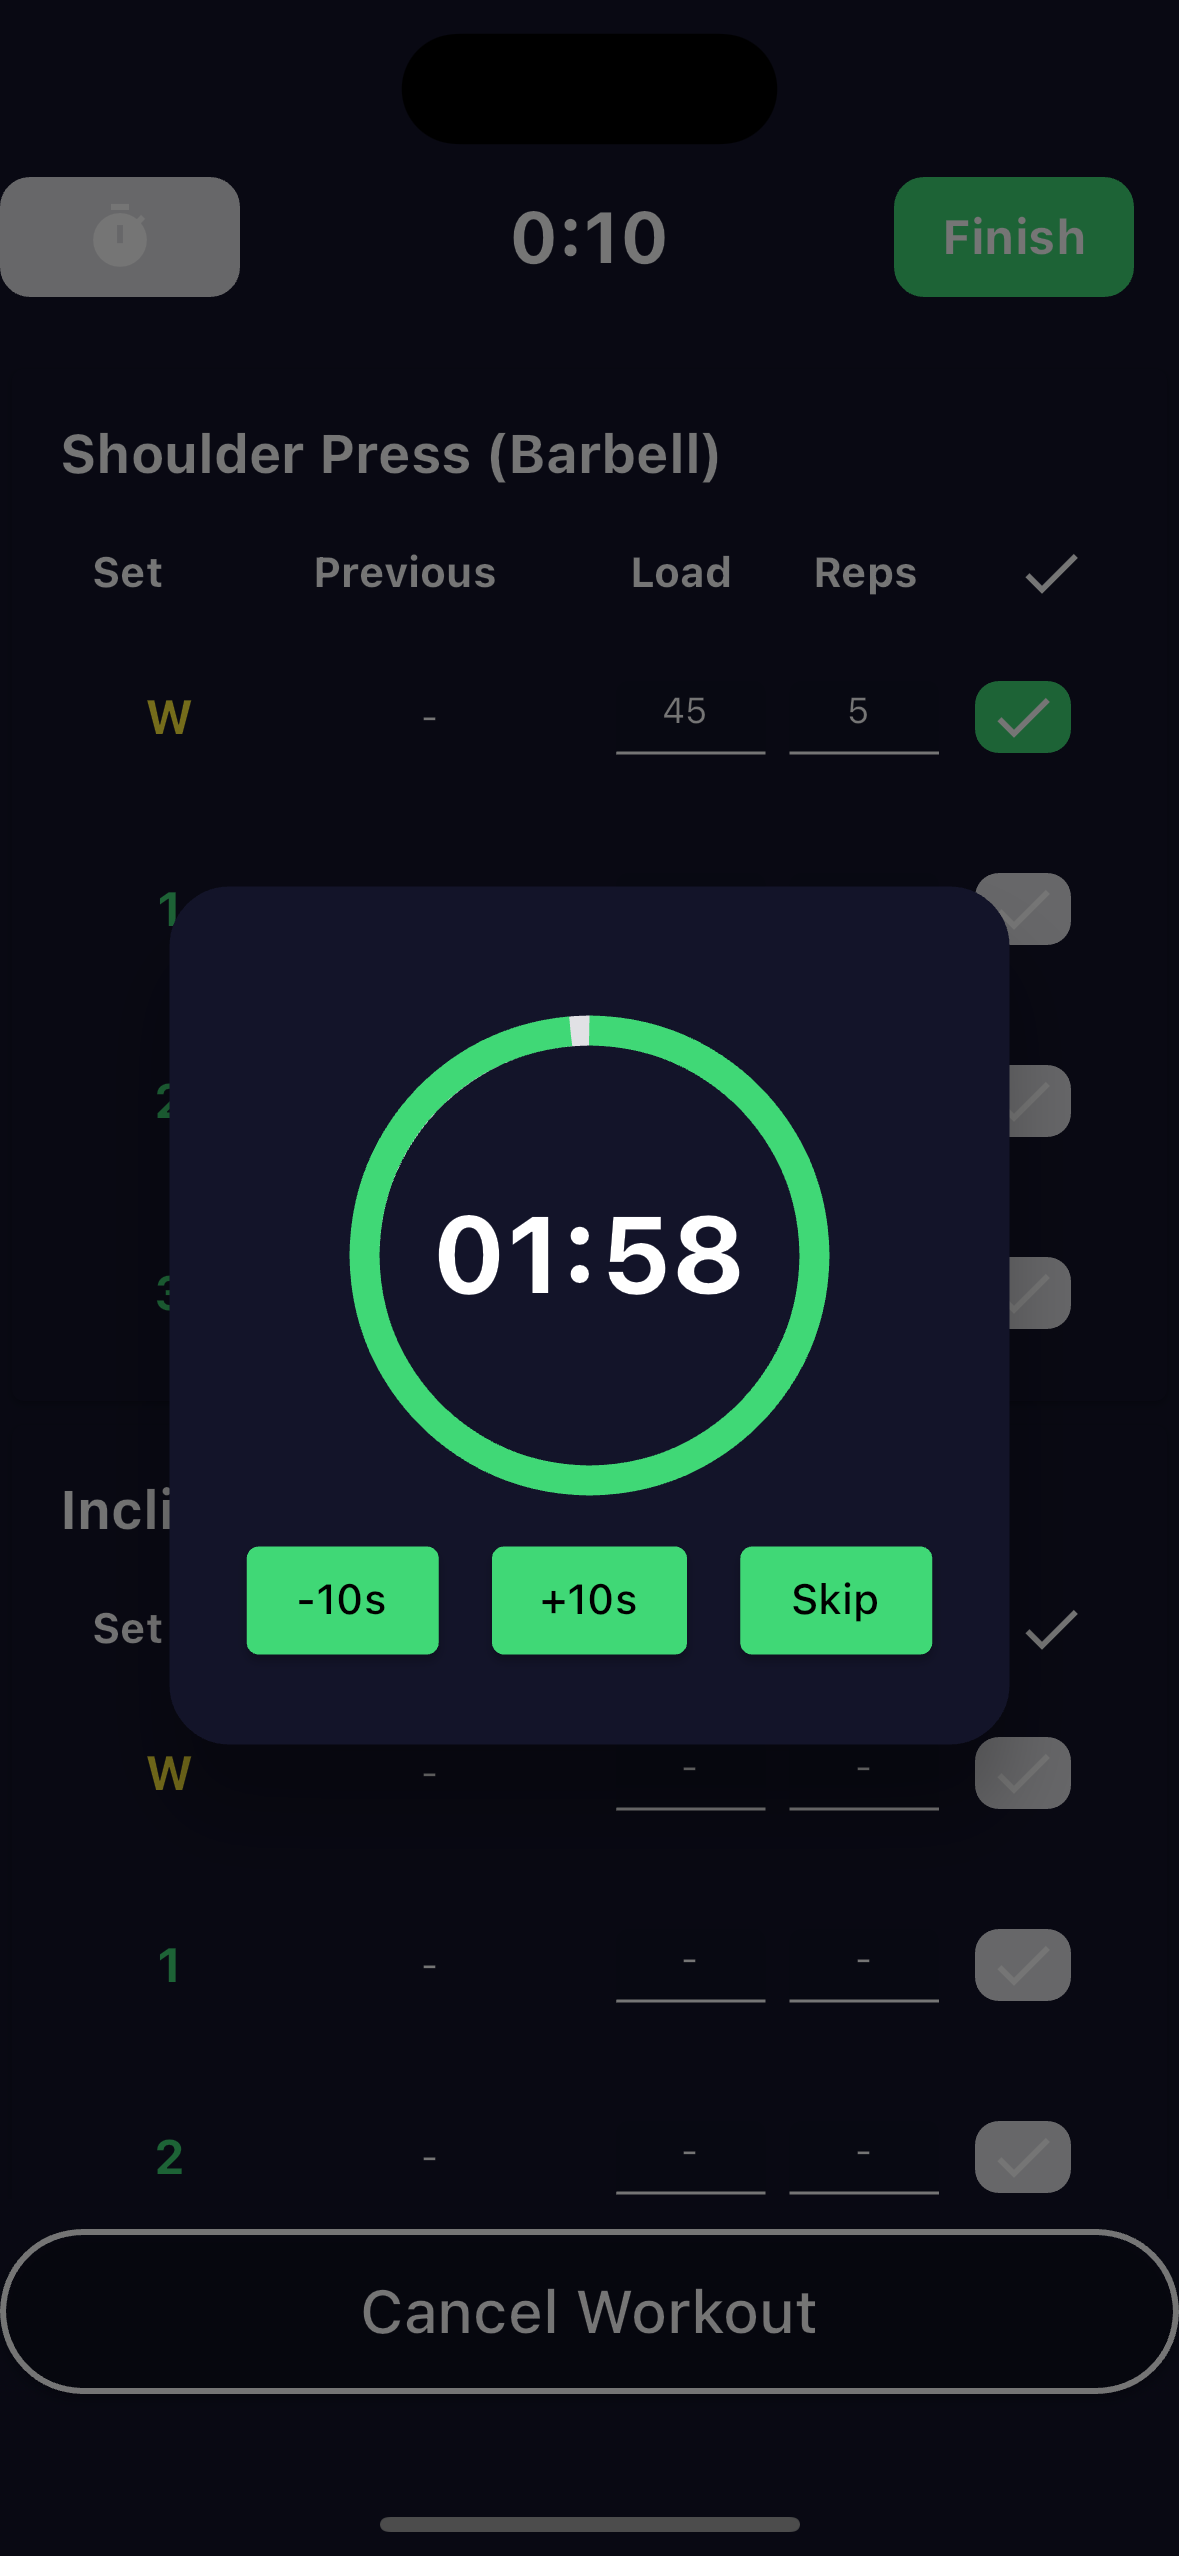 0:10
Finish
Shoulder Press (Barbell)
Set Previous Load Reps
W - 45 5
1
2
3
01:58
Incli
-10s +10s Skip
Set
W - - -
1 - - -
2 - - -
Cancel Workout